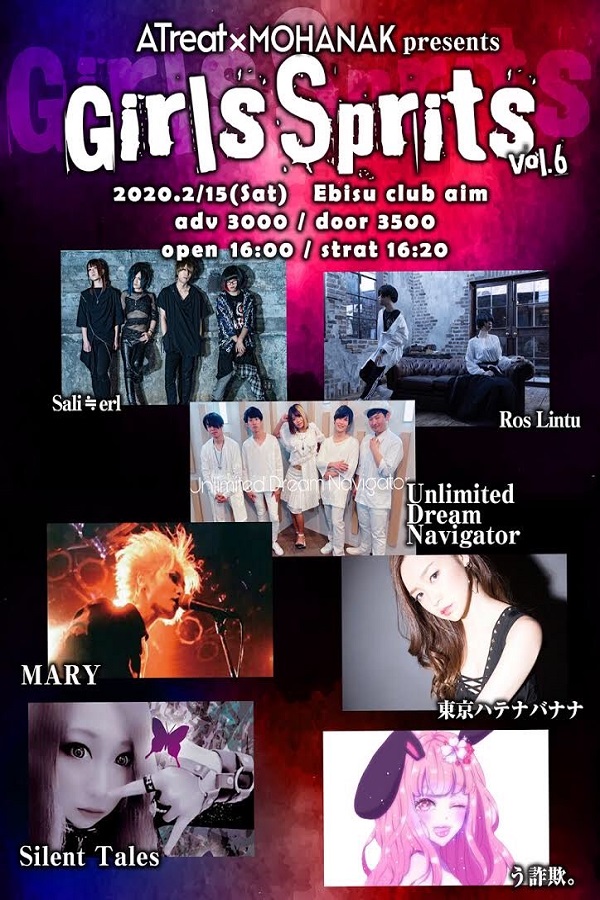 ATreat×MOHANAK presents
Girls Sprits
vol.6
2020.2/15(Sat) Ebisu club aim
adv 3000 / door 3500
open 16:00 / strat 16:20
Sali≒erl
Ros Lintu
Unlimited Dream Navigator
Unlimited
Dream
Navigator
MARY
東京ハテナバナナ
Silent Tales
う詐欺。